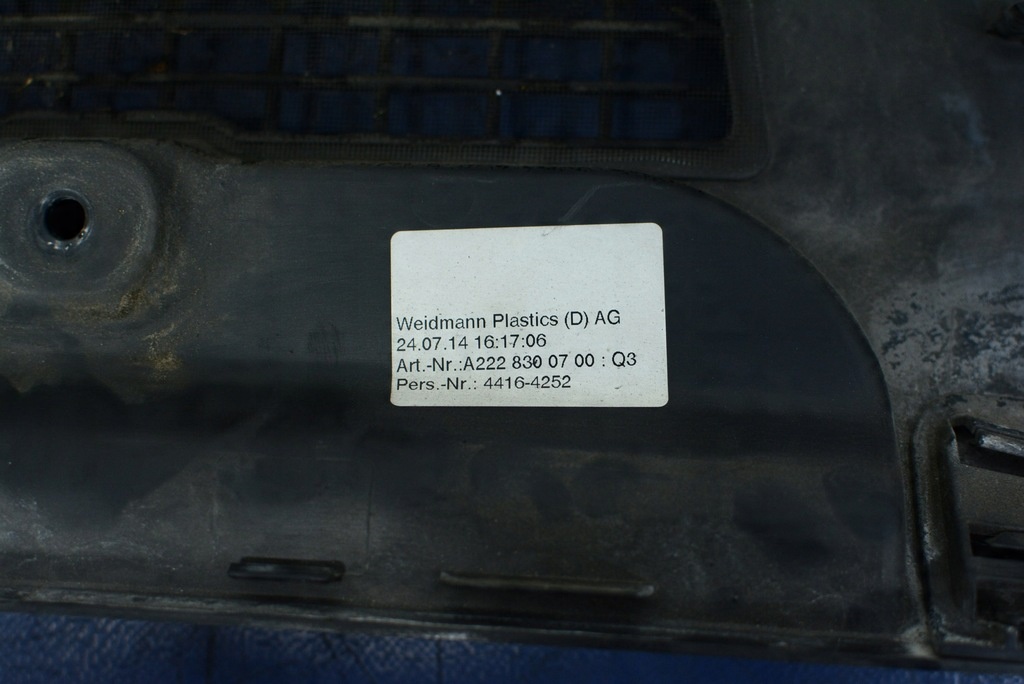 Weidmann Plastics (D) AG
24.07.14 16:17:06
Art.-Nr.:A222 830 07 00 : Q3
Pers.-Nr.: 4416-4252